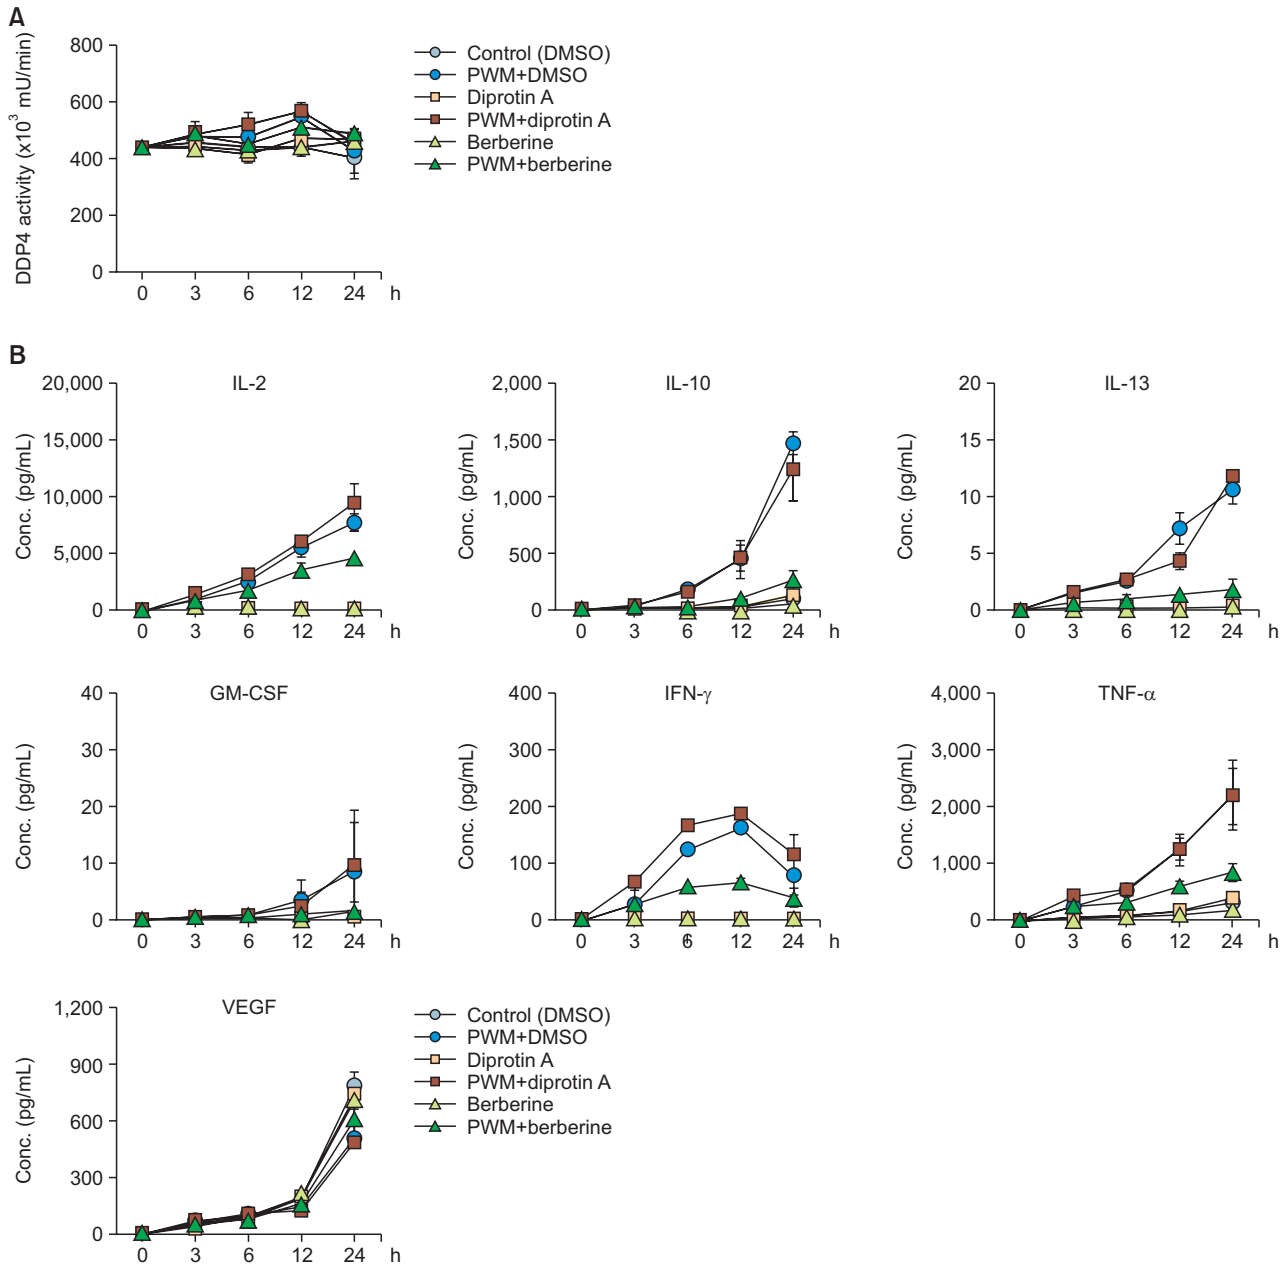 A
DDP4 activity (x10³ mU/min)
800
600
400
200
0
0 3 6 12 24 h
Control (DMSO)
PWM+DMSO
Diprotin A
PWM+diprotin A
Berberine
PWM+berberine
B
IL-2
Conc. (pg/mL)
20,000
15,000
10,000
5,000
0
0 3 6 12 24 h
IL-10
Conc. (pg/mL)
2,000
1,500
1,000
500
0
0 3 6 12 24 h
IL-13
Conc. (pg/mL)
20
15
10
5
0
0 3 6 12 24 h
GM-CSF
Conc. (pg/mL)
40
30
20
10
0
0 3 6 12 24 h
IFN-γ
Conc. (pg/mL)
400
300
200
100
0
0 3 6 12 24 h
TNF-α
Conc. (pg/mL)
4,000
3,000
2,000
1,000
0
0 3 6 12 24 h
VEGF
Conc. (pg/mL)
1,200
900
600
300
0
0 3 6 12 24 h
Control (DMSO)
PWM+DMSO
Diprotin A
PWM+diprotin A
Berberine
PWM+berberine